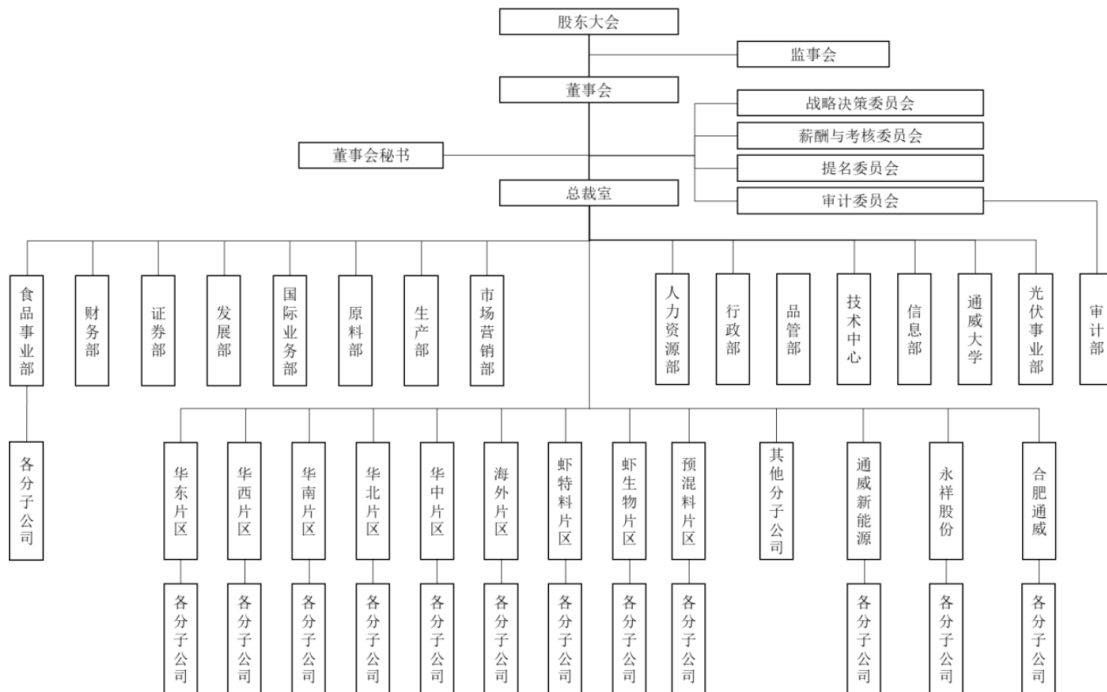 股东大会
监事会
董事会
战略决策委员会
薪酬与考核委员会
董事会秘书
提名委员会
总裁室
审计委员会
食品事业部
财务部
证券部
发展部
国际业务部
原料部
生产部
市场营销部
人力资源部
行政部
品管部
技术中心
信息部
通威大学
光伏事业部
审计部
各分子公司
华东片区
华西片区
华南片区
华北片区
华中片区
海外片区
虾特料片区
虾生物片区
预混料片区
其他分子公司
通威新能源
永祥股份
合肥通威
各分子公司
各分子公司
各分子公司
各分子公司
各分子公司
各分子公司
各分子公司
各分子公司
各分子公司
各分子公司
各分子公司
各分子公司